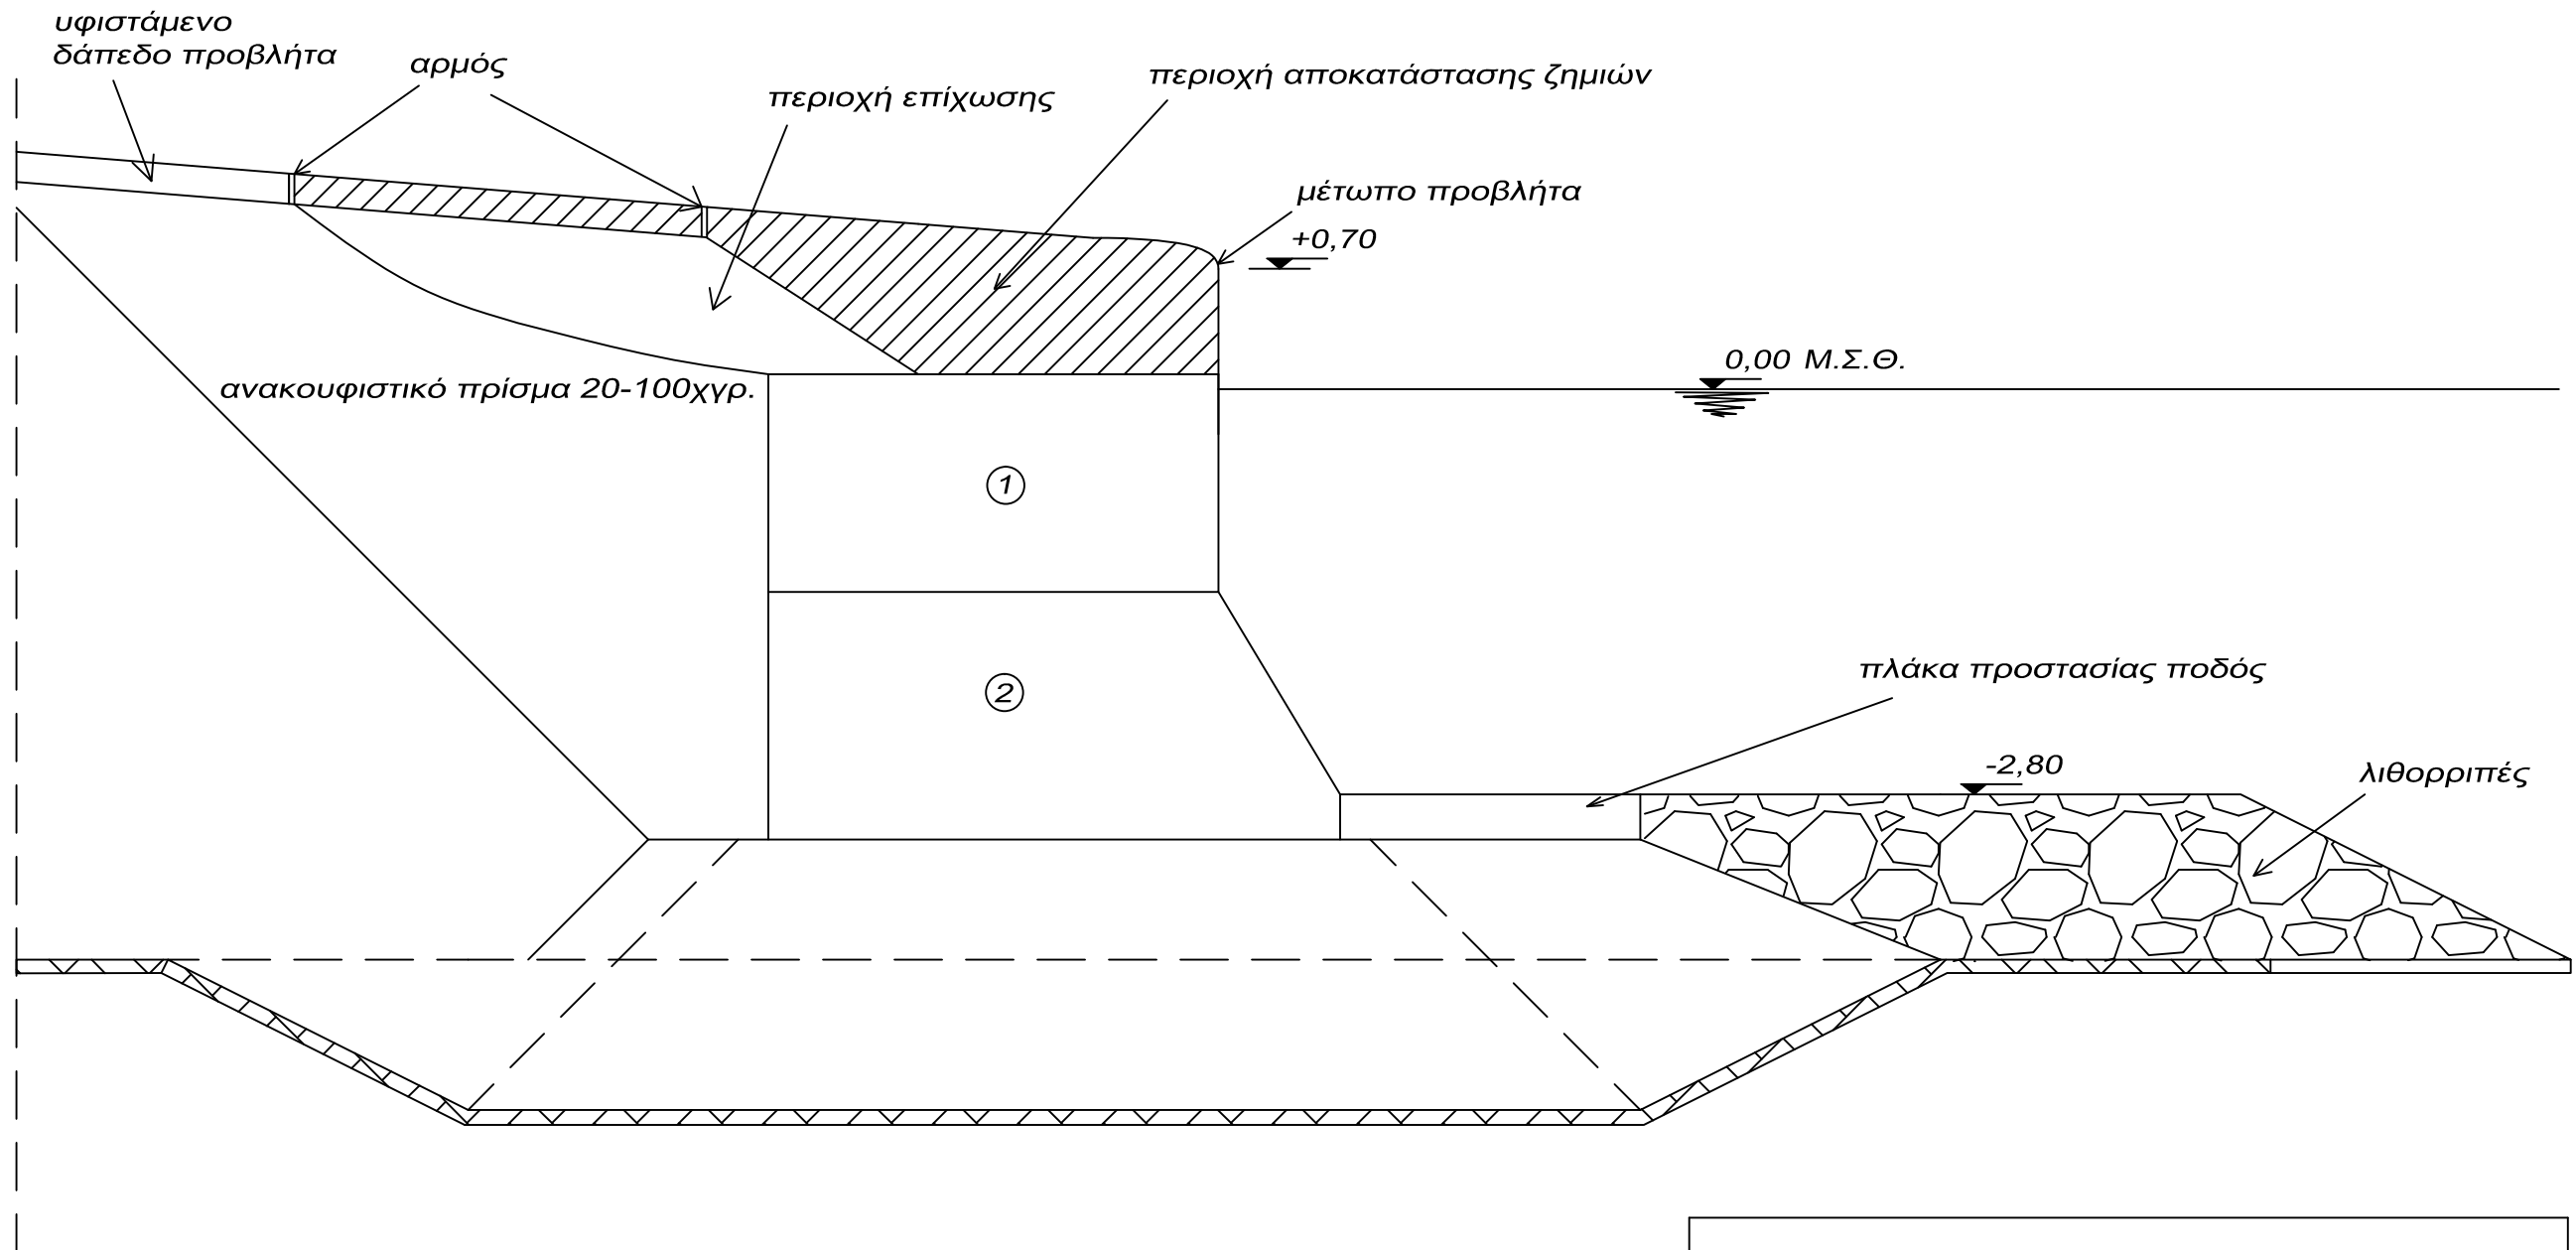 υφιστάμενο
δάπεδο προβλήτα
αρμός
περιοχή επίχωσης
περιοχή αποκατάστασης ζημιών
μέτωπο προβλήτα
+0,70
0,00 Μ.Σ.Θ.
ανακουφιστικό πρίσμα 20-100χγρ.
1
2
πλάκα προστασίας ποδός
-2,80
λιθορριπές